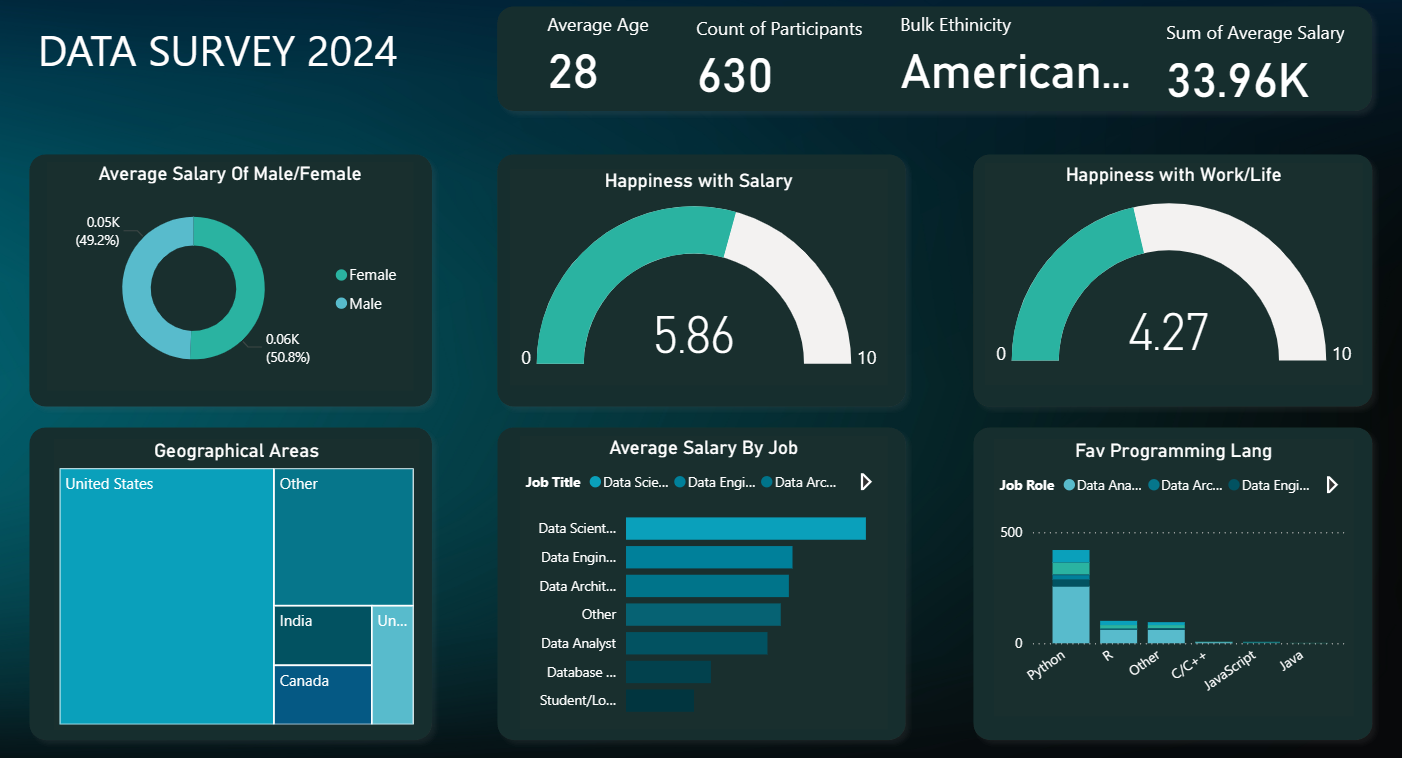 DATA SURVEY 2024
Average Age
28
Count of Participants
630
Bulk Ethinicity
American...
Sum of Average Salary
33.96K
Average Salary Of Male/Female
0.05K
(49.2%)
Female
Male
0.06K
(50.8%)
Happiness with Salary
5.86
0
10
Happiness with Work/Life
4.27
0
10
Geographical Areas
United States
Other
India
Un...
Canada
Average Salary By Job
Job Title Data Scie... Data Engi... Data Arc...
Data Scient...
Data Engin...
Data Archit...
Other
Data Analyst
Database ...
Student/Lo...
Fav Programming Lang
Job Role Data Ana... Data Arc... Data Engi...
500
0
Python
R
Other
C/C++
JavaScript
Java